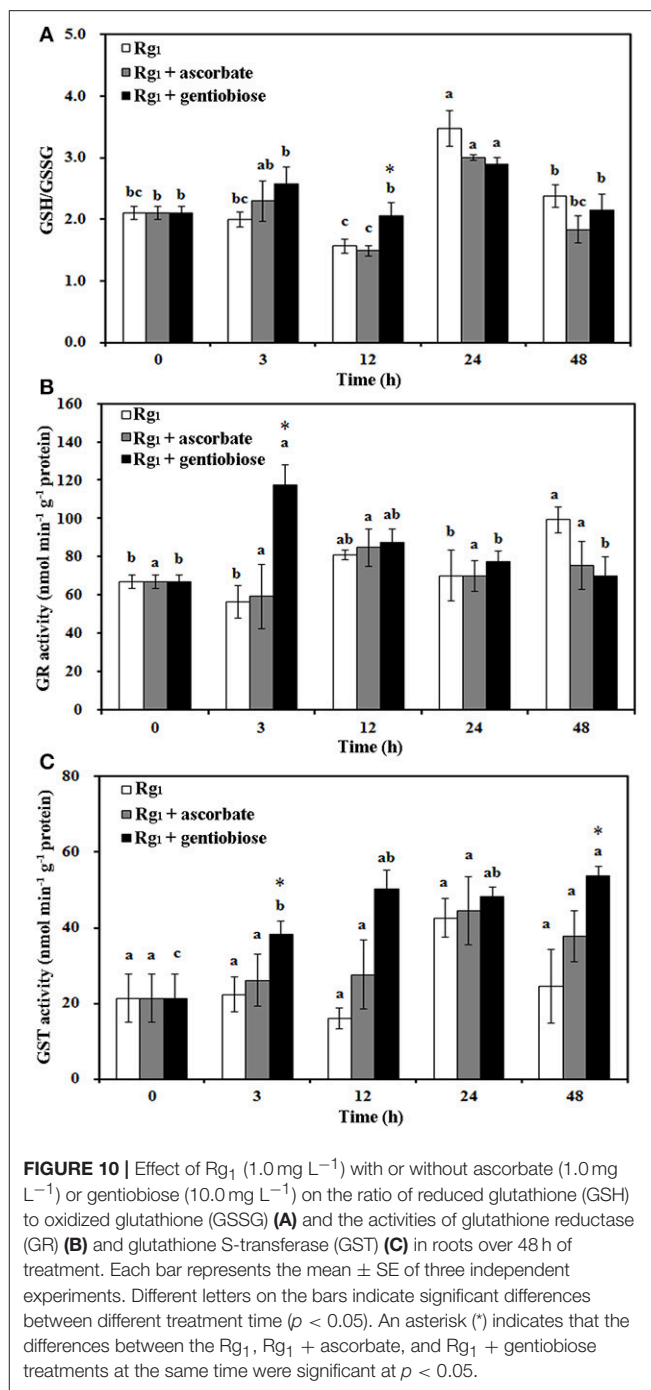 A
5.0
Rg₁
Rg₁ + ascorbate
Rg₁ + gentiobiose
4.0
3.0
2.0
1.0
0.0
GSH/GSSG
bc b b
bc ab b
c c b *
a a a
b bc b
0 3 12 24 48
Time (h)
B
160
Rg₁
Rg₁ + ascorbate
Rg₁ + gentiobiose
140
120
100
80
60
40
20
0
GR activity (nmol min⁻¹ g⁻¹ protein)
b a b
b a a *
ab a ab
b a b
a a b
0 3 12 24 48
Time (h)
C
80
Rg₁
Rg₁ + ascorbate
Rg₁ + gentiobiose
60
40
20
0
GST activity (nmol min⁻¹ g⁻¹ protein)
a a c
a a b *
a a ab
a a ab
a a a *
0 3 12 24 48
Time (h)
FIGURE 10 | Effect of Rg₁ (1.0 mg L⁻¹) with or without ascorbate (1.0 mg
L⁻¹) or gentiobiose (10.0 mg L⁻¹) on the ratio of reduced glutathione (GSH)
to oxidized glutathione (GSSG) (A) and the activities of glutathione reductase
(GR) (B) and glutathione S-transferase (GST) (C) in roots over 48 h of
treatment. Each bar represents the mean ± SE of three independent
experiments. Different letters on the bars indicate significant differences
between different treatment time (p < 0.05). An asterisk (*) indicates that the
differences between the Rg₁, Rg₁ + ascorbate, and Rg₁ + gentiobiose
treatments at the same time were significant at p < 0.05.